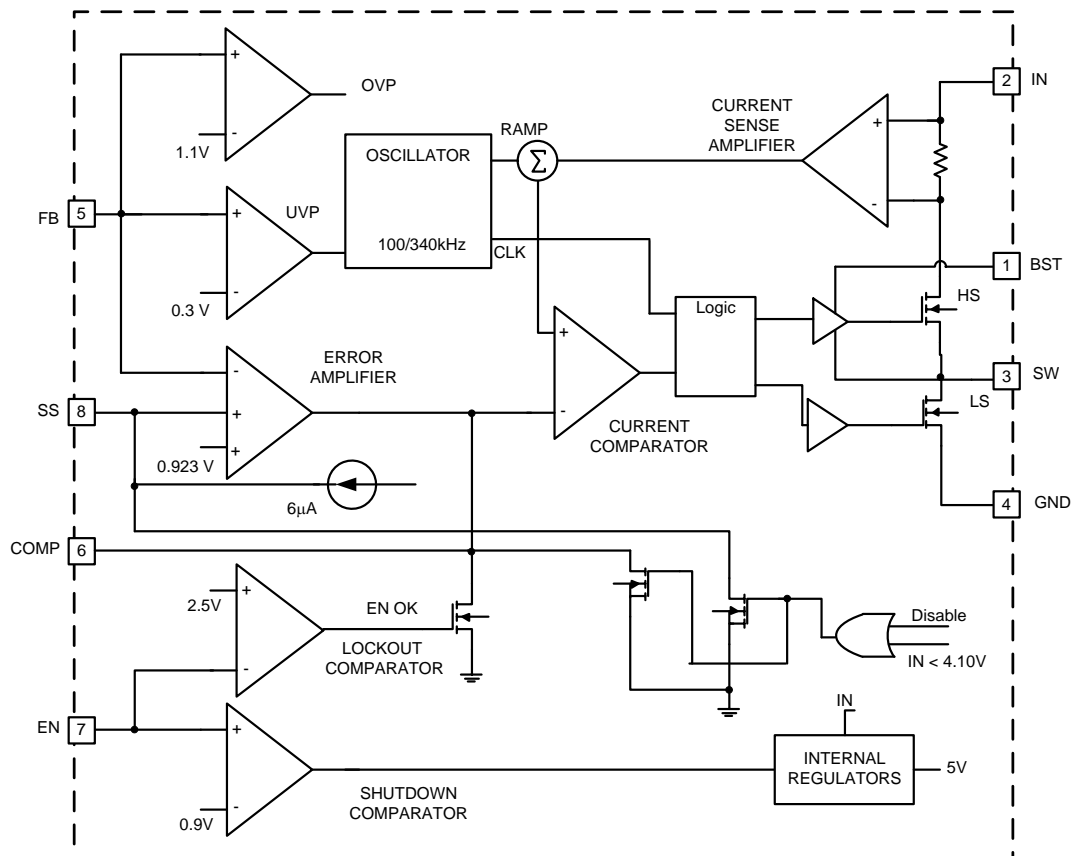 +
OVP
-
1.1V
2
IN
CURRENT
SENSE
AMPLIFIER
+
-
RAMP
Σ
OSCILLATOR
100/340kHz
CLK
FB
5
+
UVP
-
0.3 V
1
BST
HS
Logic
+
-
CURRENT
COMPARATOR
3
SW
LS
ERROR
AMPLIFIER
-
SS
8
+
+
0.923 V
6µA
4
GND
COMP
6
+
2.5V
EN OK
LOCKOUT
COMPARATOR
-
Disable
IN < 4.10V
EN
7
+
-
0.9V
SHUTDOWN
COMPARATOR
IN
INTERNAL
REGULATORS
5V